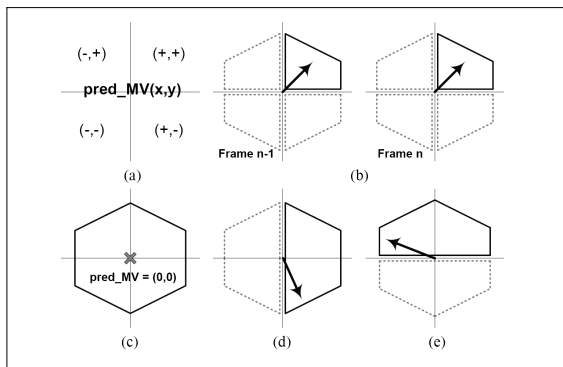 (-,+) (+,+)
pred_MV(x,y)
(-,-) (+,-)
Frame n-1 Frame n
(a) (b)
pred_MV = (0,0)
(c) (d) (e)